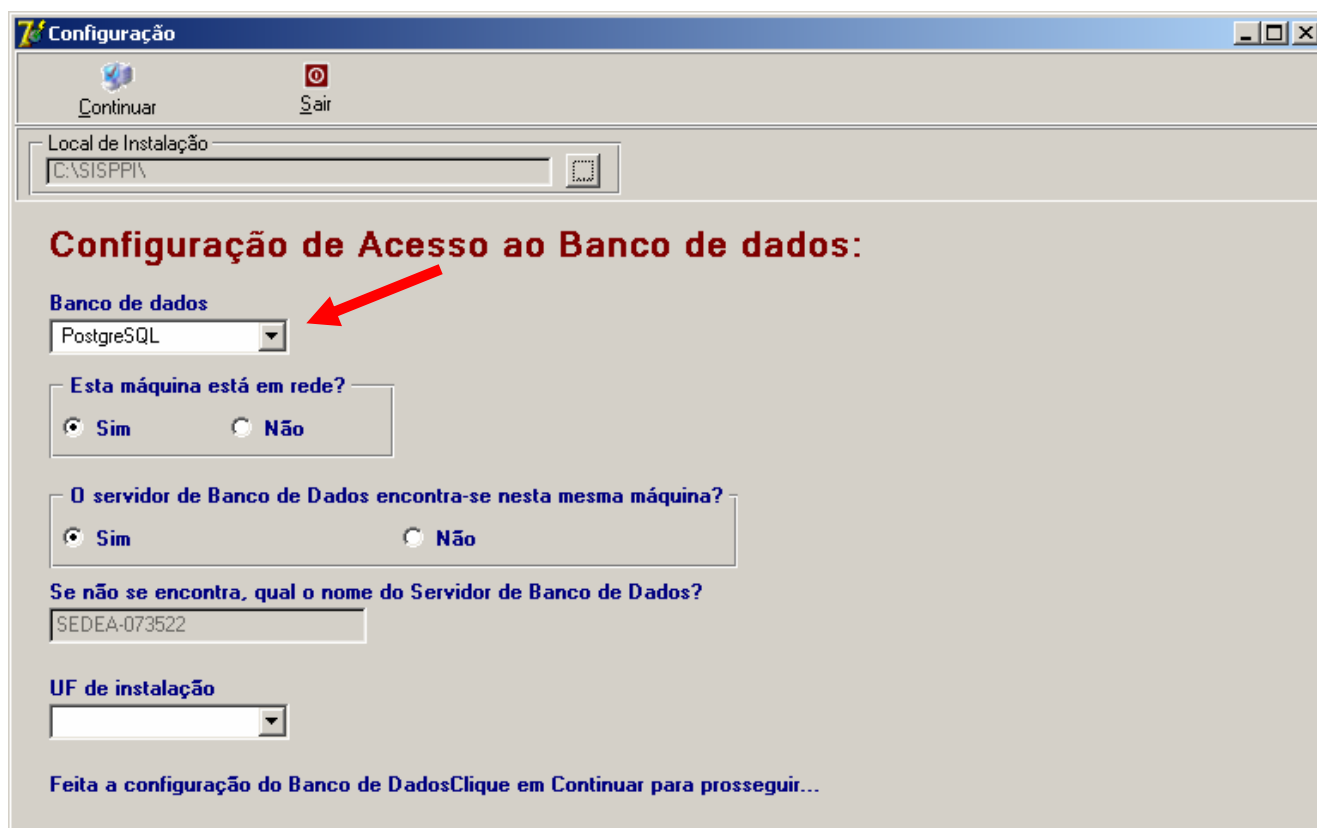 Configuração
Continuar Sair
Local de Instalação
C:\SISPPI\
Configuração de Acesso ao Banco de dados:
Banco de dados
PostgreSQL
Esta máquina está em rede?
Sim Não
O servidor de Banco de Dados encontra-se nesta mesma máquina?
Sim Não
Se não se encontra, qual o nome do Servidor de Banco de Dados?
SEDEA-073522
UF de instalação
Feita a configuração do Banco de DadosClique em Continuar para prosseguir...